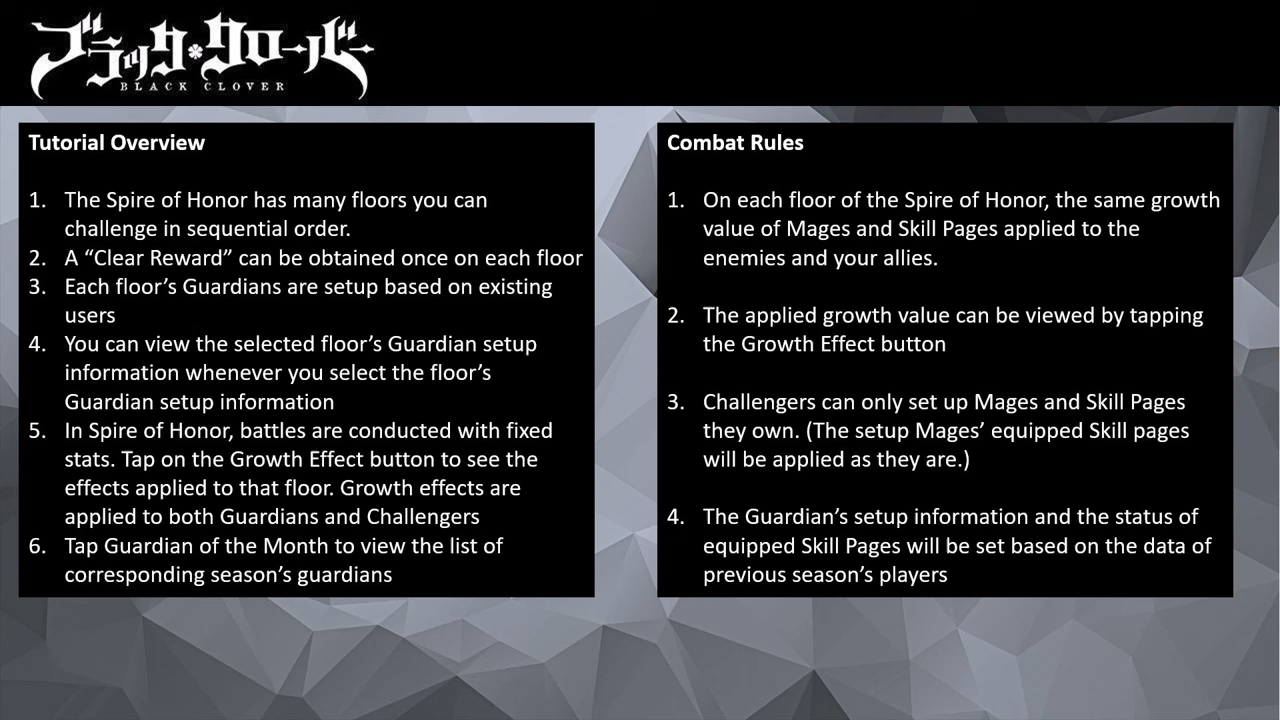 ブラッククローバー
BLACK CLOVER
Tutorial Overview
1. The Spire of Honor has many floors you can
challenge in sequential order.
2. A “Clear Reward” can be obtained once on each floor
3. Each floor’s Guardians are setup based on existing
users
4. You can view the selected floor’s Guardian setup
information whenever you select the floor’s
Guardian setup information
5. In Spire of Honor, battles are conducted with fixed
stats. Tap on the Growth Effect button to see the
effects applied to that floor. Growth effects are
applied to both Guardians and Challengers
6. Tap Guardian of the Month to view the list of
corresponding season’s guardians
Combat Rules
1. On each floor of the Spire of Honor, the same growth
value of Mages and Skill Pages applied to the
enemies and your allies.
2. The applied growth value can be viewed by tapping
the Growth Effect button
3. Challengers can only set up Mages and Skill Pages
they own. (The setup Mages’ equipped Skill pages
will be applied as they are.)
4. The Guardian’s setup information and the status of
equipped Skill Pages will be set based on the data of
previous season’s players